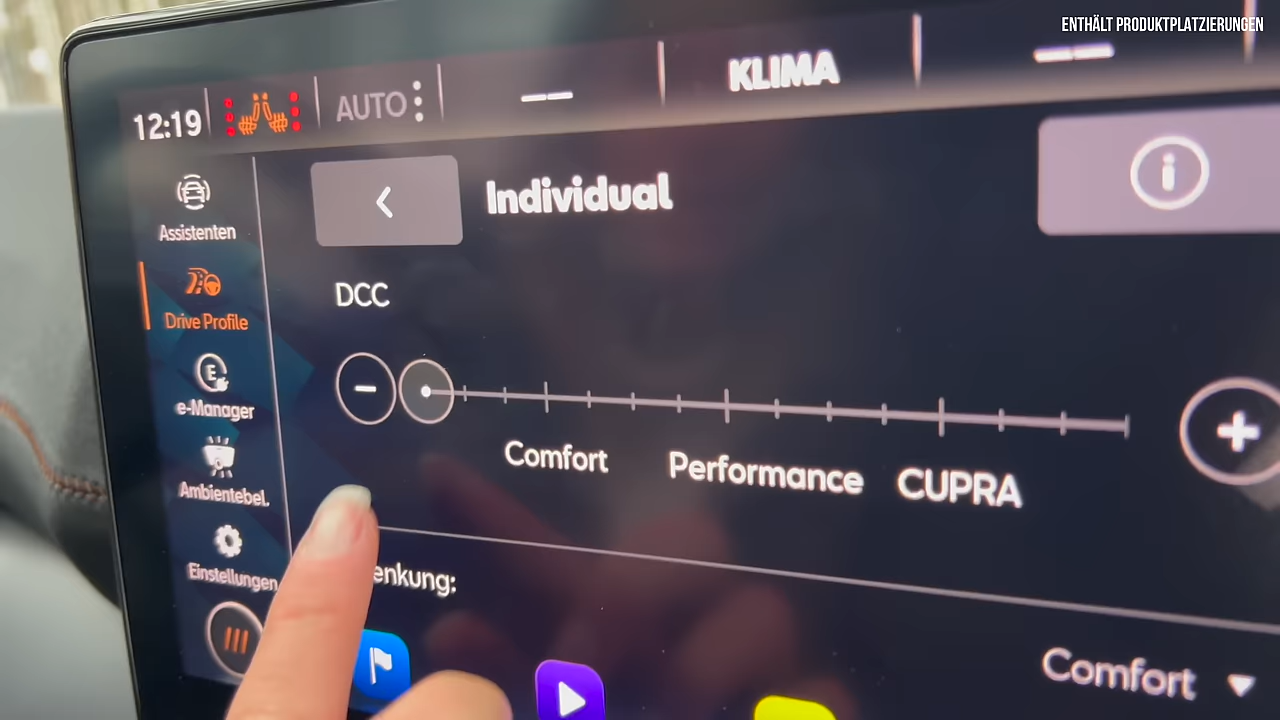 ENTHÄLT PRODUKTPLATZIERUNGEN
12:19
AUTO
KLIMA
Individual
Assistenten
DCC
Drive Profile
e-Manager
Comfort
Performance
CUPRA
Ambientebel.
Einstellungen
enkung:
Comfort